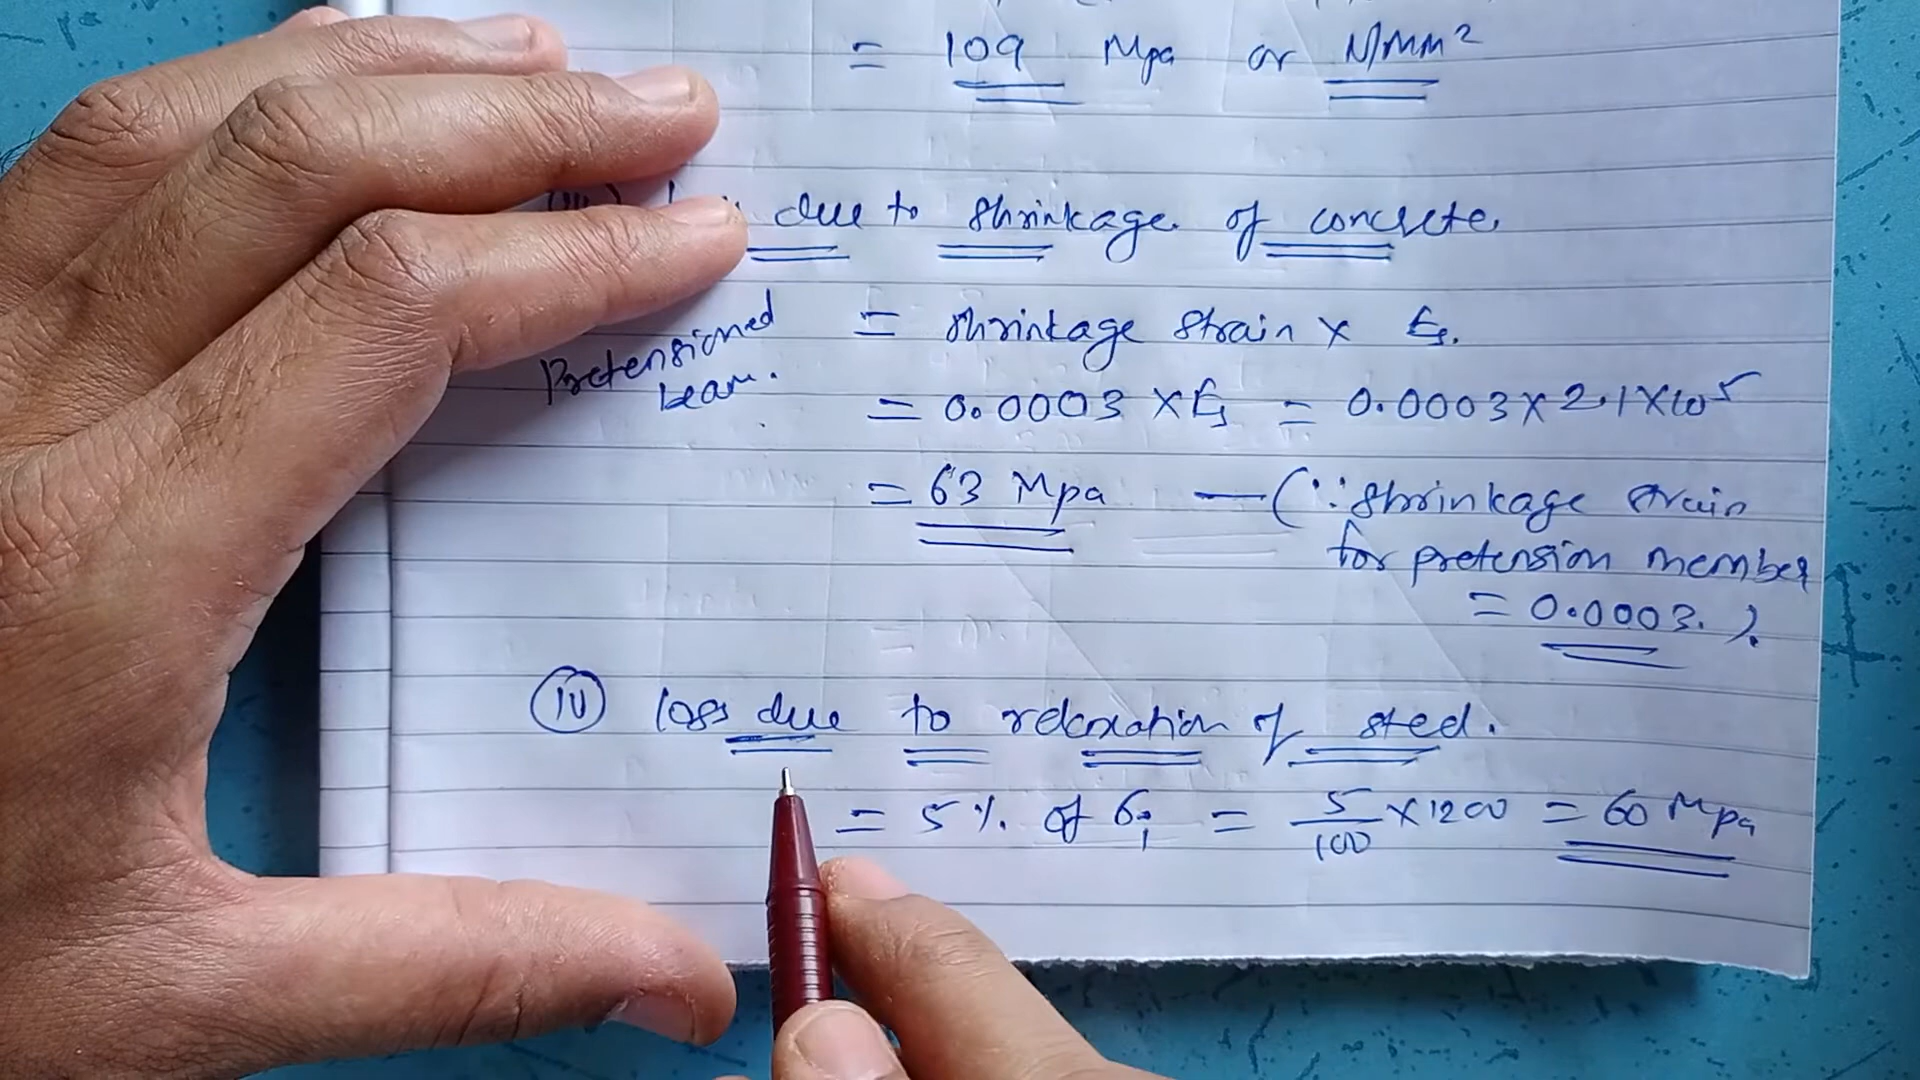 = 109 Mpa or N/mm²
due to shrinkage of concrete.
Pretensioned beam.
= shrinkage strain x Es.
= 0.0003 x Es = 0.0003 x 2.1 x 10⁵
= 63 Mpa — (∵ shrinkage strain
for pretension member
= 0.0003.).
(iv) loss due to relaxation of steel.
= 5 %. of σi = 5/100 x 1200 = 60 Mpa